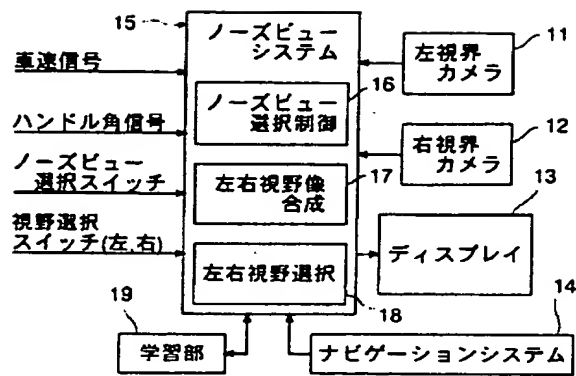 15
ノーズビュー
システム
11
左視界
カメラ
車速信号
16
ノーズビュー
選択制御
ハンドル角信号
12
右視界
カメラ
ノーズビュー
選択スイッチ
17
左右視野像
合成
13
ディスプレイ
視野選択
スイッチ(左,右)
左右視野選択
18
14
ナビゲーションシステム
19
学習部